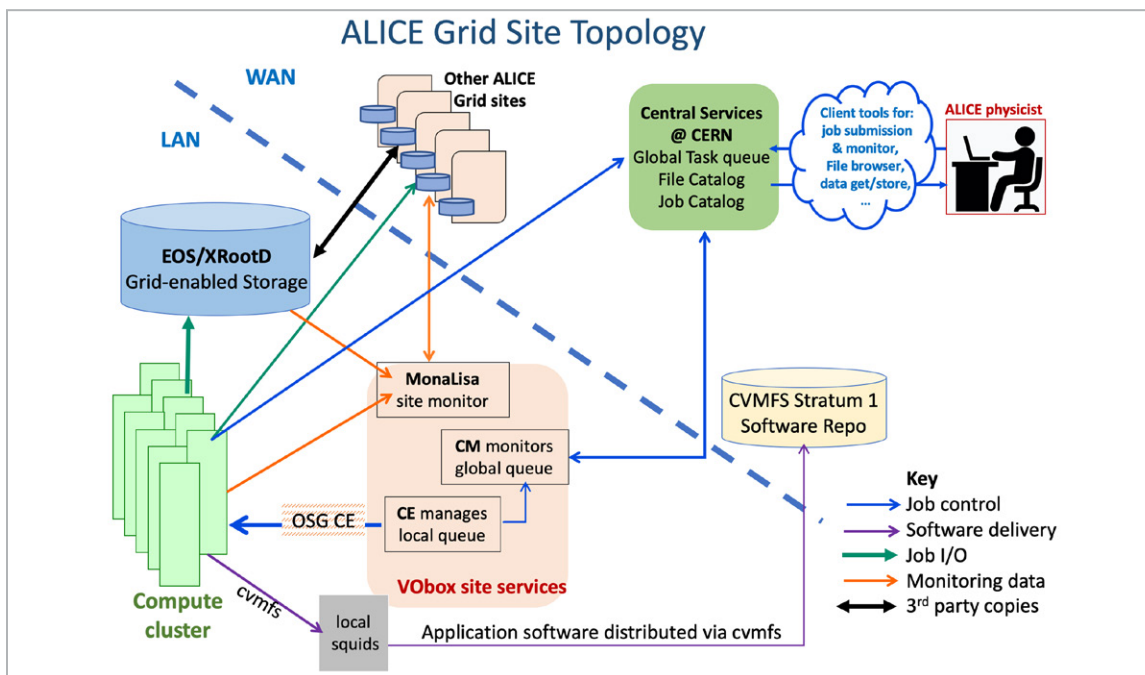 ALICE Grid Site Topology
WAN
LAN
Other ALICE
Grid sites
Central Services
@ CERN
Global Task queue
File Catalog
Job Catalog
Client tools for:
job submission
& monitor,
File browser,
data get/store,
...
ALICE physicist
EOS/XRootD
Grid-enabled Storage
MonaLisa
site monitor
CM monitors
global queue
CE manages
local queue
OSG CE
VObox site services
Compute
cluster
cvmfs
local
squids
Application software distributed via cvmfs
CVMFS Stratum 1
Software Repo
Key
Job control
Software delivery
Job I/O
Monitoring data
3rd party copies